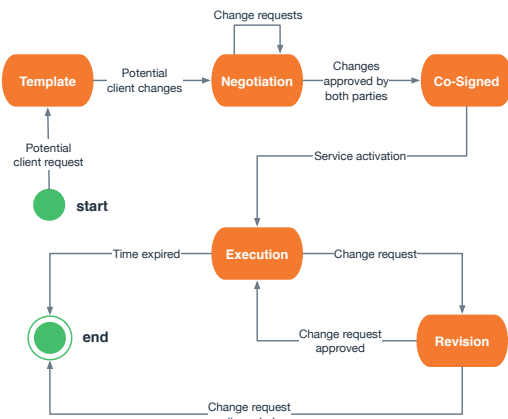 Change requests
Template
Potential
client changes
Negotiation
Changes
approved by
both parties
Co-Signed
Potential
client request
start
Service activation
Time expired
Execution
Change request
end
Change request
approved
Revision
Change request